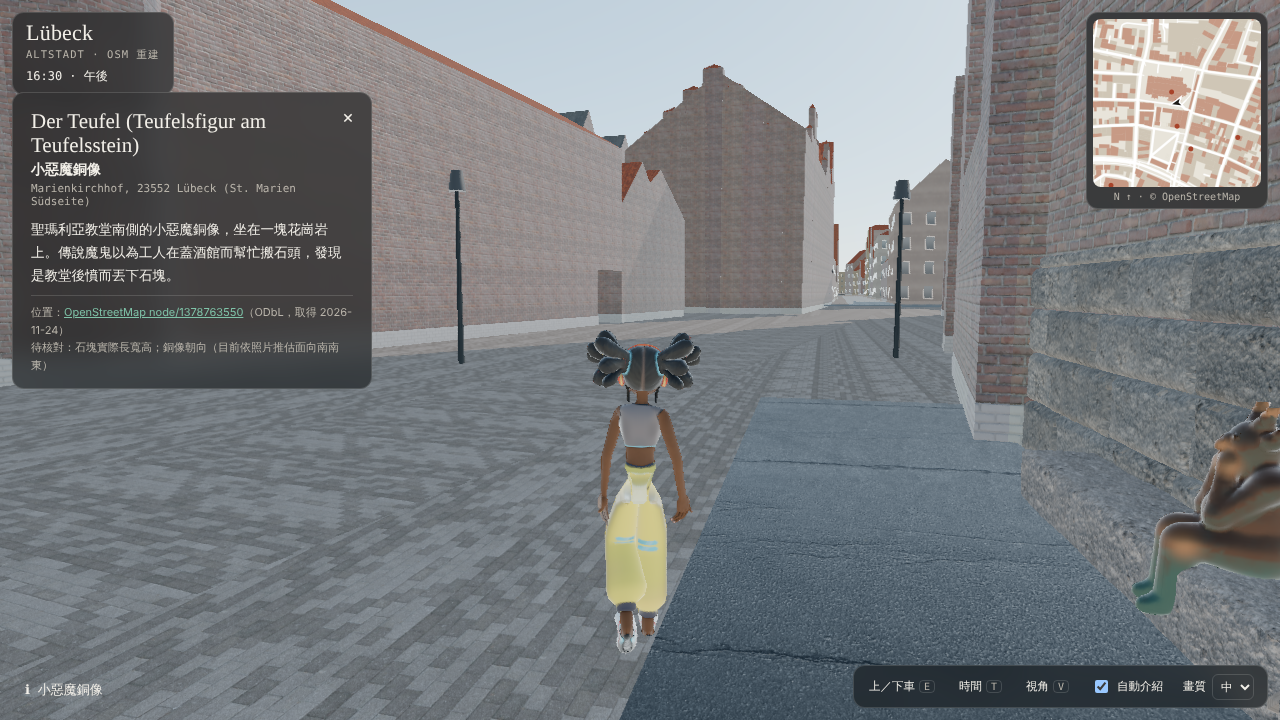 Lübeck
ALTSTADT · OSM 重建
16:30 · 午後
Der Teufel (Teufelsfigur am
Teufelsstein)
×
小惡魔銅像
Marienkirchhof, 23552 Lübeck (St. Marien
Südseite)
聖瑪利亞教堂南側的小惡魔銅像，坐在一塊花崗岩
上。傳說魔鬼以為工人在蓋酒館而幫忙搬石頭，發現
是教堂後憤而丟下石塊。
位置：OpenStreetMap node/1378763550（ODbL，取得 2026-
11-24）
待核對：石塊實際長寬高；銅像朝向（目前依照片推估面向南南
東）
N ↑ · © OpenStreetMap
ℹ 小惡魔銅像
上／下車 E 時間 T 視角 V 自動介紹 畫質 中